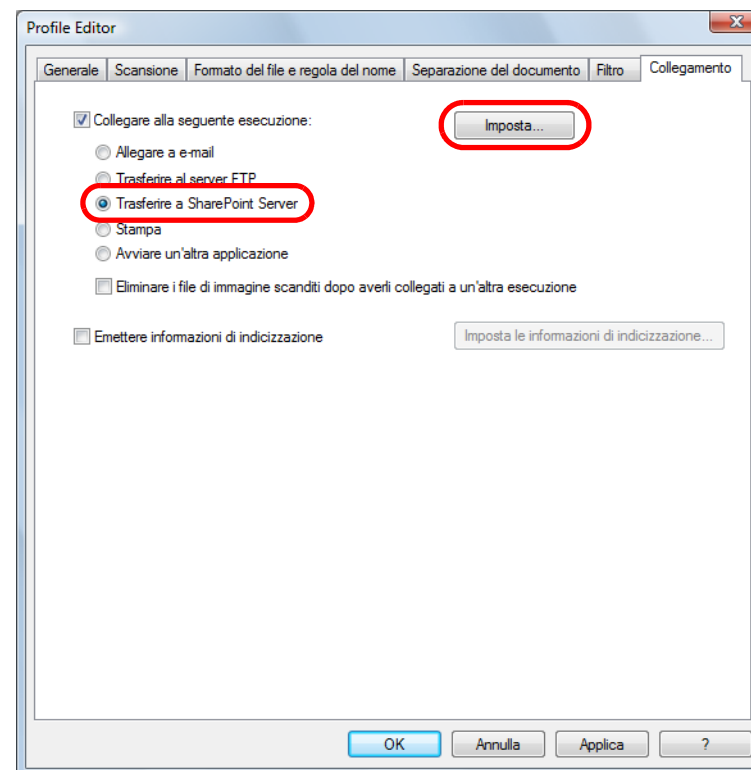 Profile Editor
Generale Scansione Formato del file e regola del nome Separazione del documento Filtro Collegamento
Collegare alla seguente esecuzione: Imposta...
Allegare a e-mail
Trasferire al server FTP
Trasferire a SharePoint Server
Stampa
Avviare un'altra applicazione
Eliminare i file di immagine scanditi dopo averli collegati a un'altra esecuzione
Emettere informazioni di indicizzazione Imposta le informazioni di indicizzazione...
OK Annulla Applica ?